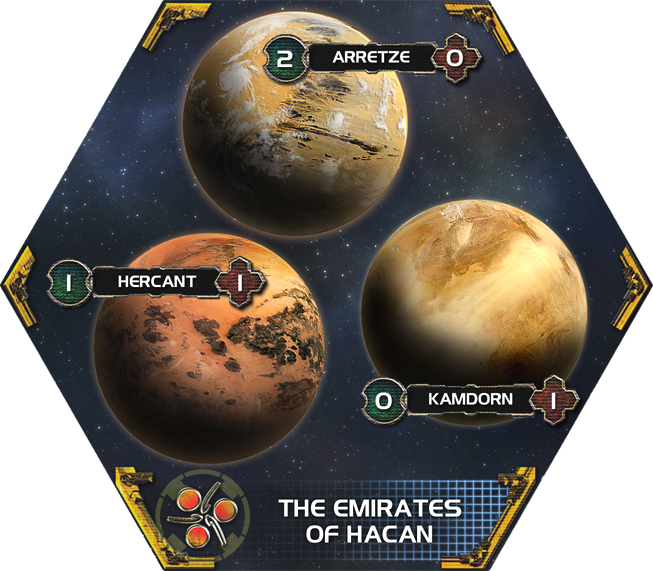 2 ARRETZE 0
1 HERCANT 1
0 KAMDORN 1
THE EMIRATES
OF HACAN